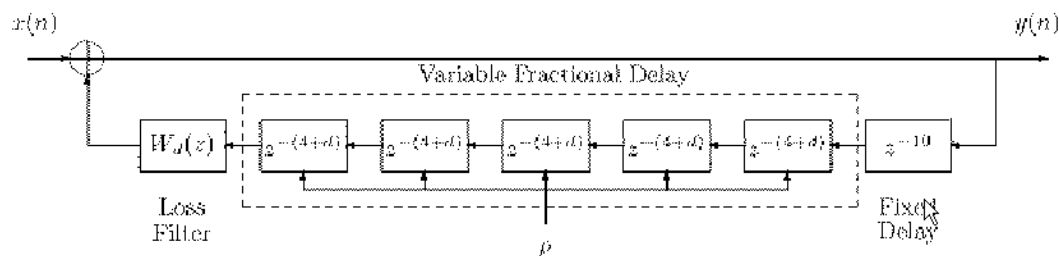 x(n) y(n)
Variable Fractional Delay
W_d(z) z^{-(4+d)} z^{-(4+d)} z^{-(4+d)} z^{-(4+d)} z^{-(4+d)} z^{-10}
Loss Fixed
Filter Delay
ρ